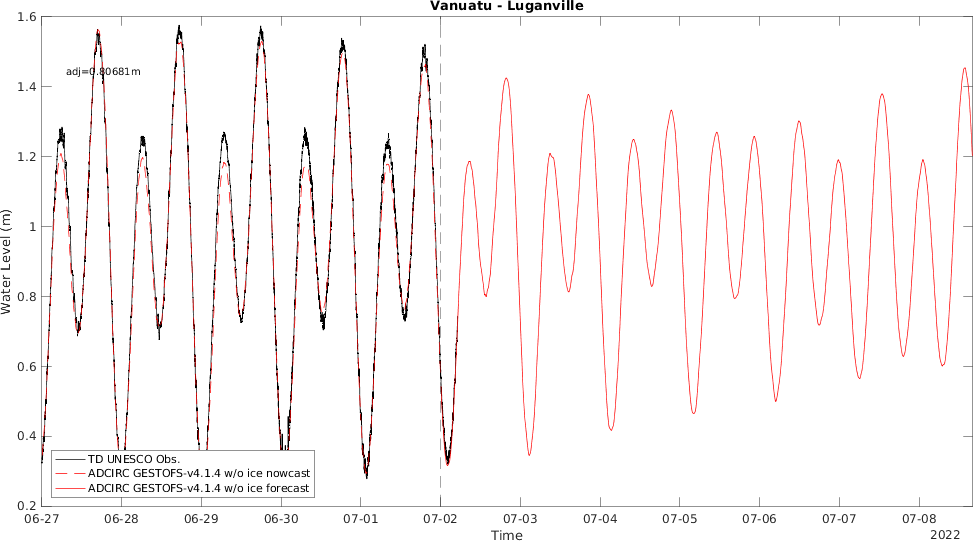 Vanuatu - Luganville
1.6
1.4
1.2
1
0.8
0.6
0.4
0.2
Water Level (m)
adj=0.80681m
TD UNESCO Obs.
ADCIRC GESTOFS-v4.1.4 w/o ice nowcast
ADCIRC GESTOFS-v4.1.4 w/o ice forecast
06-27 06-28 06-29 06-30 07-01 07-02 07-03 07-04 07-05 07-06 07-07 07-08
Time
2022